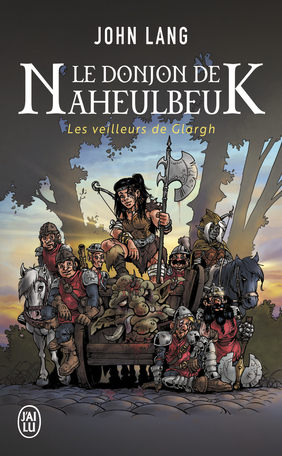 JOHN LANG
LE DONJON DE
NAHEULBEUK
Les veilleurs de Glargh
J'AI
LU